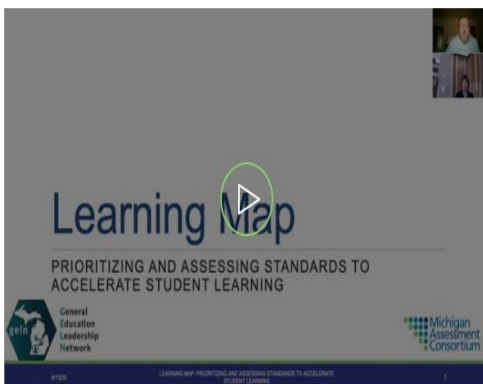 Learning Map
PRIORITIZING AND ASSESSING STANDARDS TO
ACCELERATE STUDENT LEARNING
geln
General
Education
Leadership
Network
Michigan
Assessment
Consortium
LEARNING MAP: PRIORITIZING AND ASSESSING STANDARDS TO ACCELERATE
STUDENT LEARNING
1